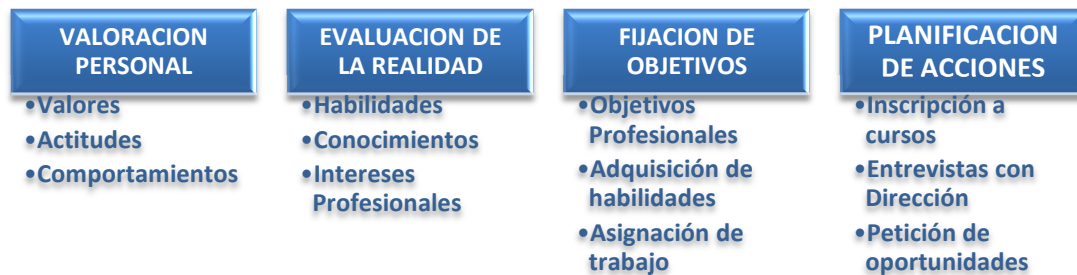 VALORACION
PERSONAL
•Valores
•Actitudes
•Comportamientos
EVALUACION DE
LA REALIDAD
•Habilidades
•Conocimientos
•Intereses
Profesionales
FIJACION DE
OBJETIVOS
•Objetivos
Profesionales
•Adquisición de
habilidades
•Asignación de
trabajo
PLANIFICACION
DE ACCIONES
•Inscripción a
cursos
•Entrevistas con
Dirección
•Petición de
oportunidades